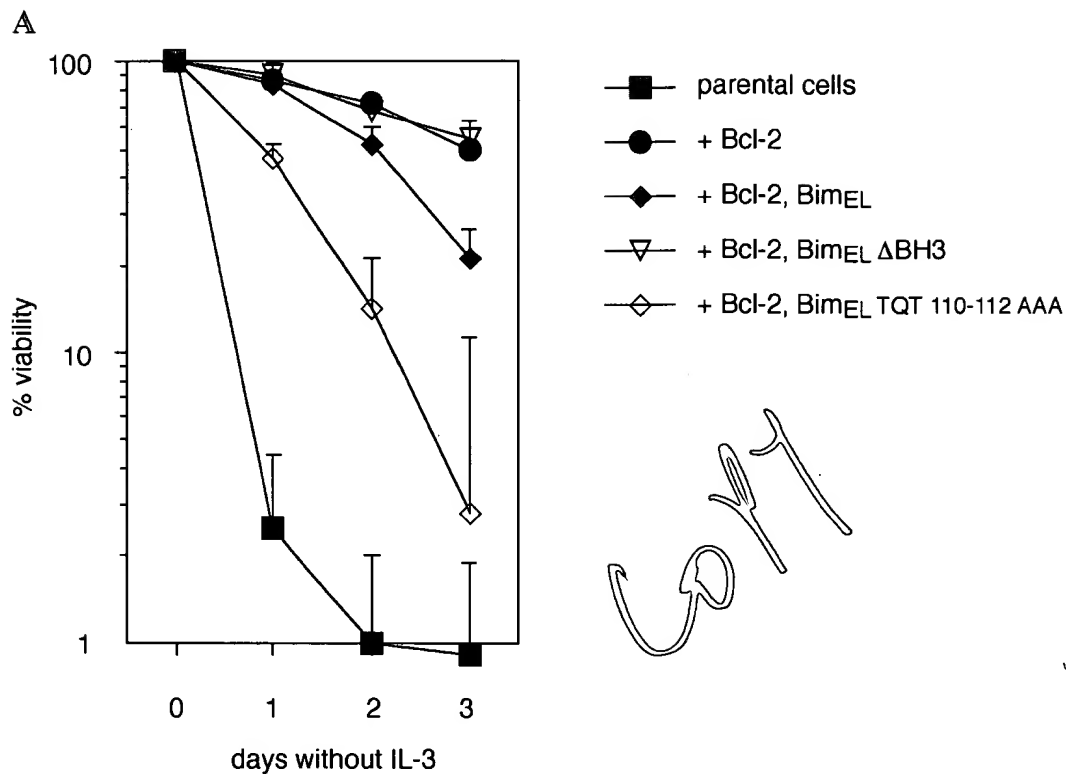 A
100
10
1
% viability
0 1 2 3
days without IL-3
parental cells
+ Bcl-2
+ Bcl-2, BimEL
+ Bcl-2, BimEL ΔBH3
+ Bcl-2, BimEL TQT 110-112 AAA